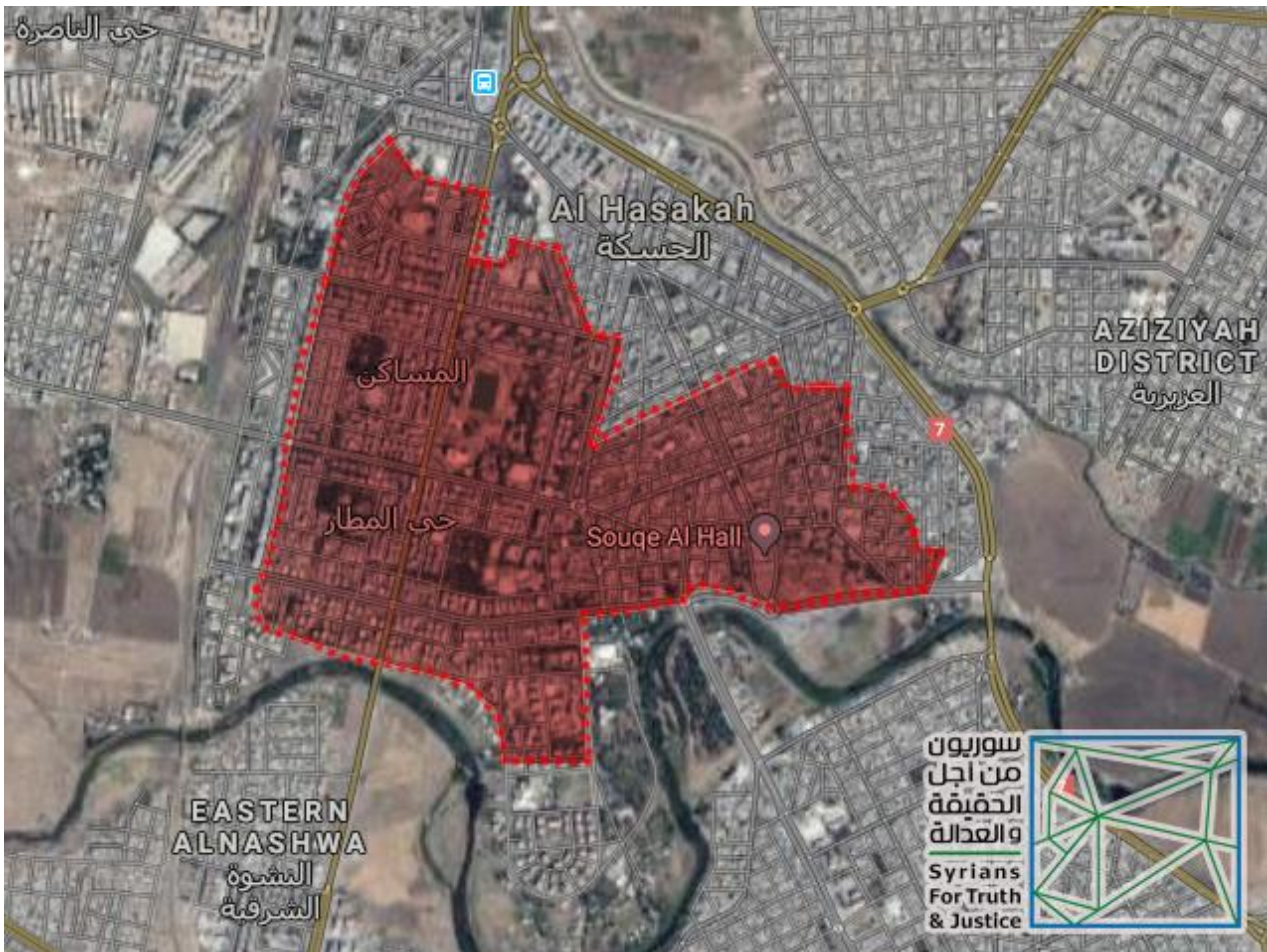 حي الناصرة
Al Hasakah
الحسكة
AZIZIYAH
DISTRICT
العزيزية
المساكن
7
حي المطار
Souqe Al Hall
EASTERN
ALNASHWA
النشوة
الشرقية
سوريون
من أجل
الحقيقة
والعدالة
Syrians
For Truth
& Justice